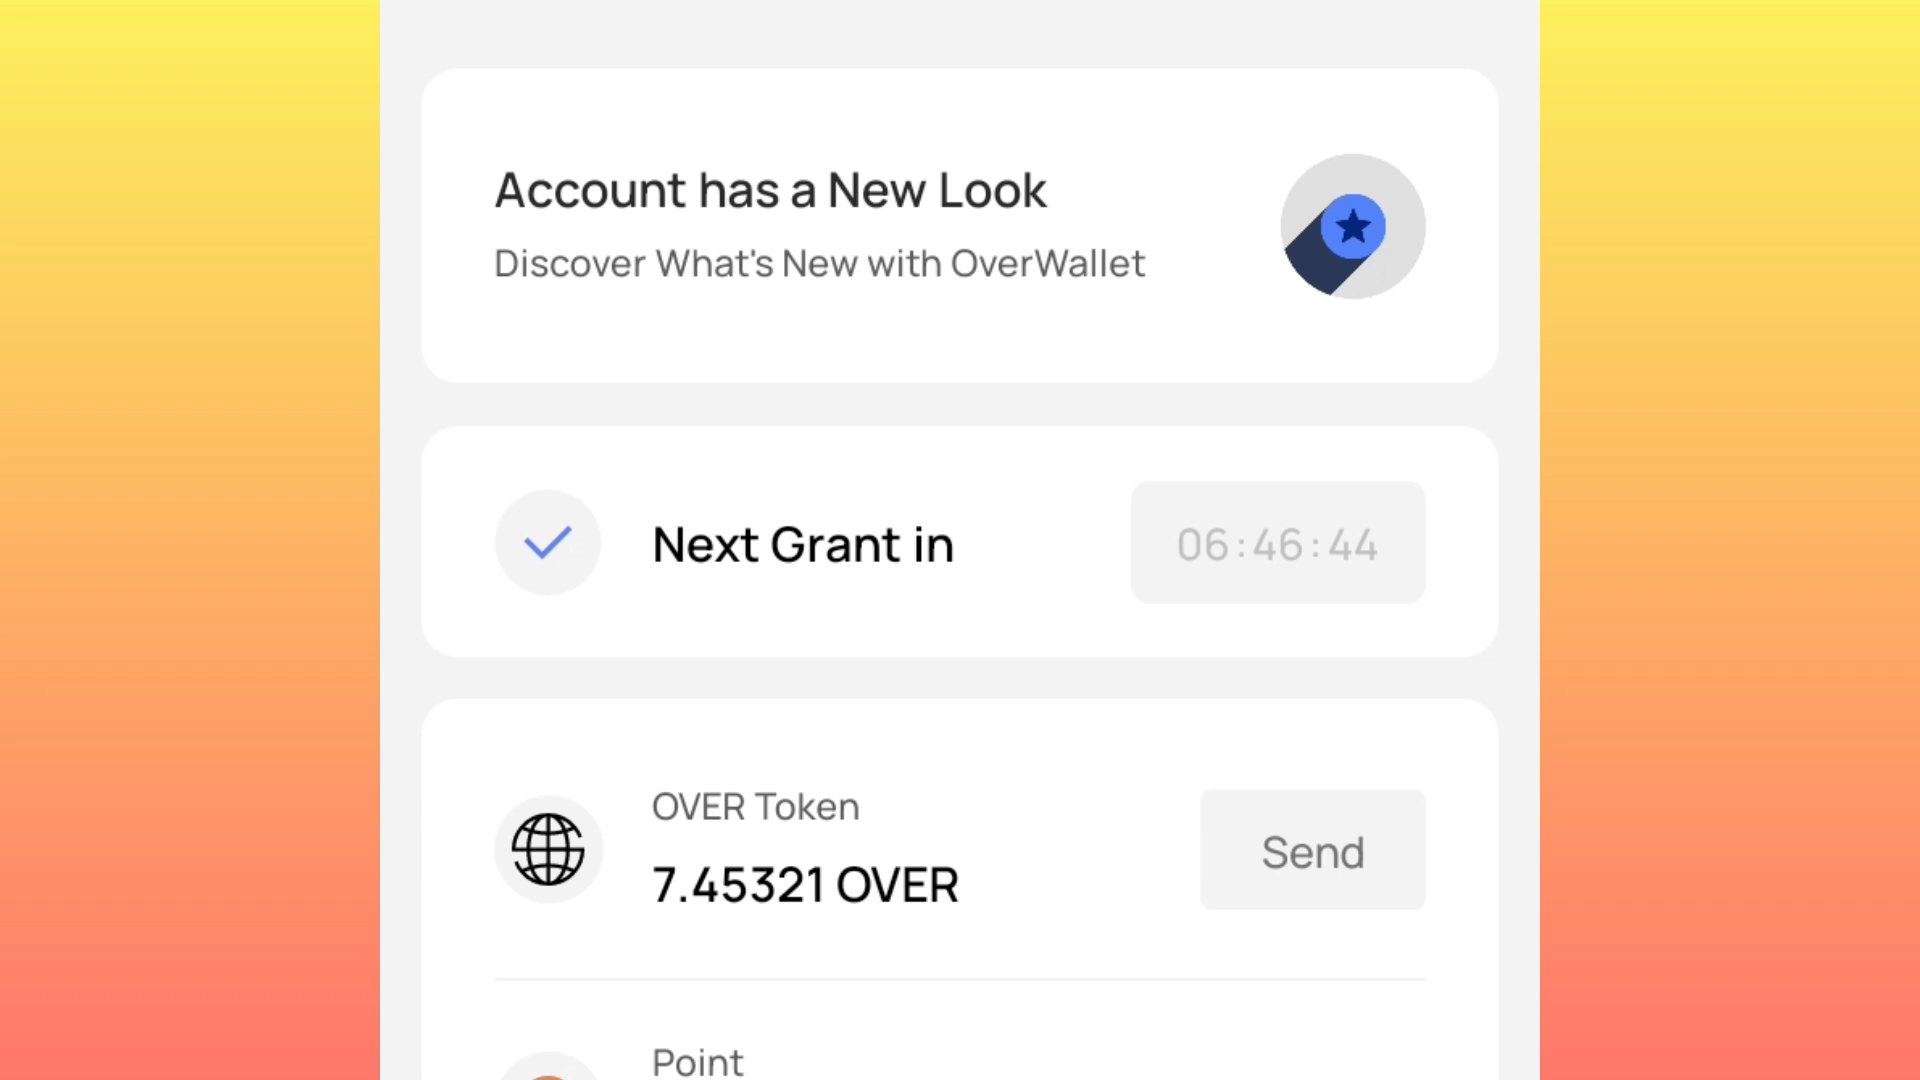 Account has a New Look
Discover What's New with OverWallet
Next Grant in
06:46:44
OVER Token
7.45321 OVER
Send
Point